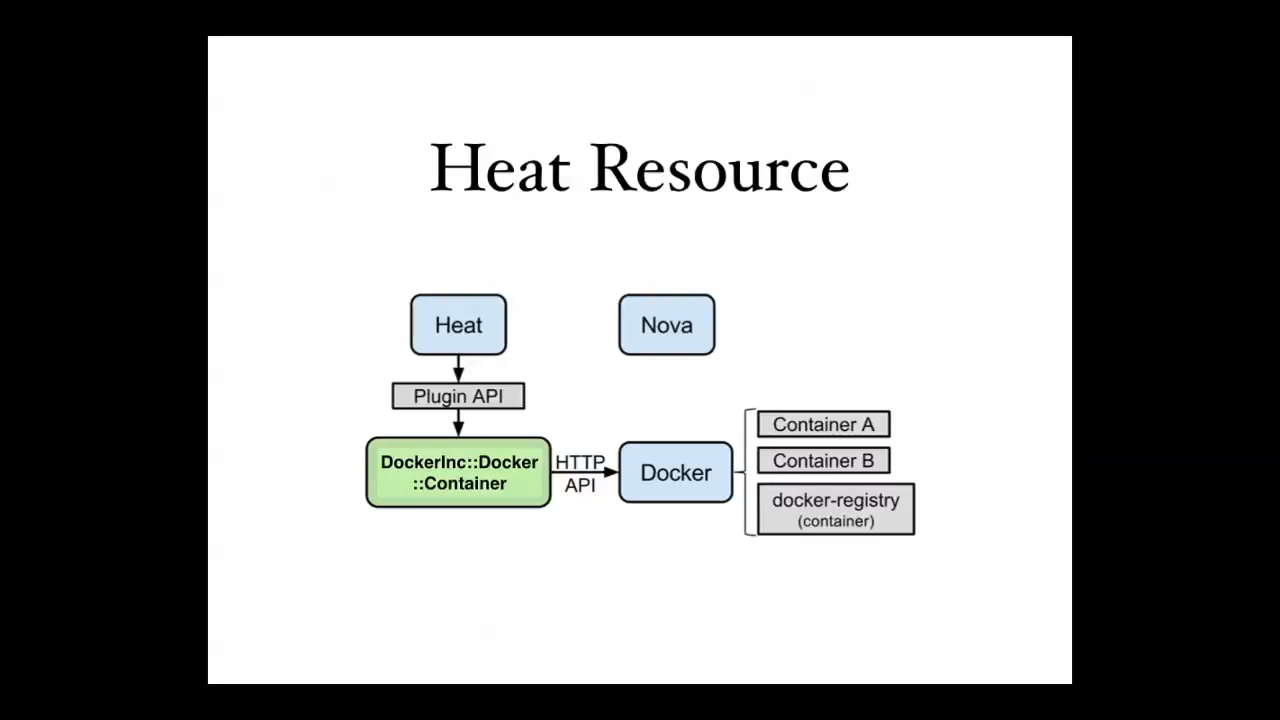 Heat Resource
Heat
Nova
Plugin API
DockerInc::Docker
::Container
HTTP
API
Docker
Container A
Container B
docker-registry
(container)